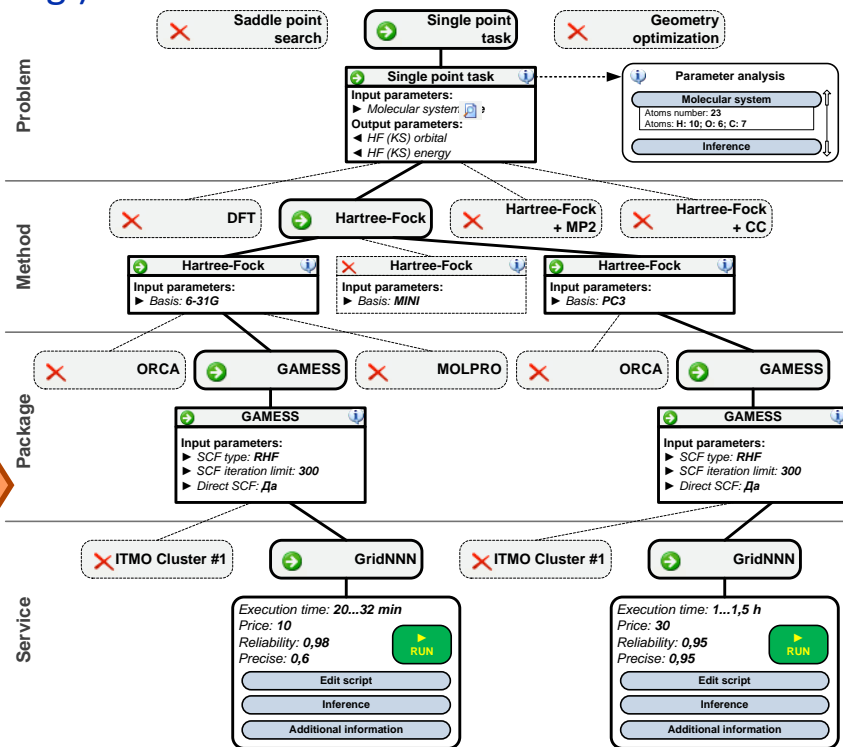 Problem
Saddle point
search
Single point
task
Geometry
optimization
Single point task
Input parameters:
► Molecular system
Output parameters:
◄ HF (KS) orbital
◄ HF (KS) energy
Parameter analysis
Molecular system
Atoms number: 23
Atoms: H: 10; O: 6; C: 7
Inference
Method
DFT
Hartree-Fock
Hartree-Fock
+ MP2
Hartree-Fock
+ CC
Hartree-Fock
Input parameters:
► Basis: 6-31G
Hartree-Fock
Input parameters:
► Basis: MINI
Hartree-Fock
Input parameters:
► Basis: PC3
Package
ORCA
GAMESS
MOLPRO
ORCA
GAMESS
GAMESS
Input parameters:
► SCF type: RHF
► SCF iteration limit: 300
► Direct SCF: Да
GAMESS
Input parameters:
► SCF type: RHF
► SCF iteration limit: 300
► Direct SCF: Да
Service
ITMO Cluster #1
GridNNN
ITMO Cluster #1
GridNNN
Execution time: 20...32 min
Price: 10
Reliability: 0,98
Precise: 0,6
► RUN
Edit script
Inference
Additional information
Execution time: 1...1,5 h
Price: 30
Reliability: 0,95
Precise: 0,95
► RUN
Edit script
Inference
Additional information